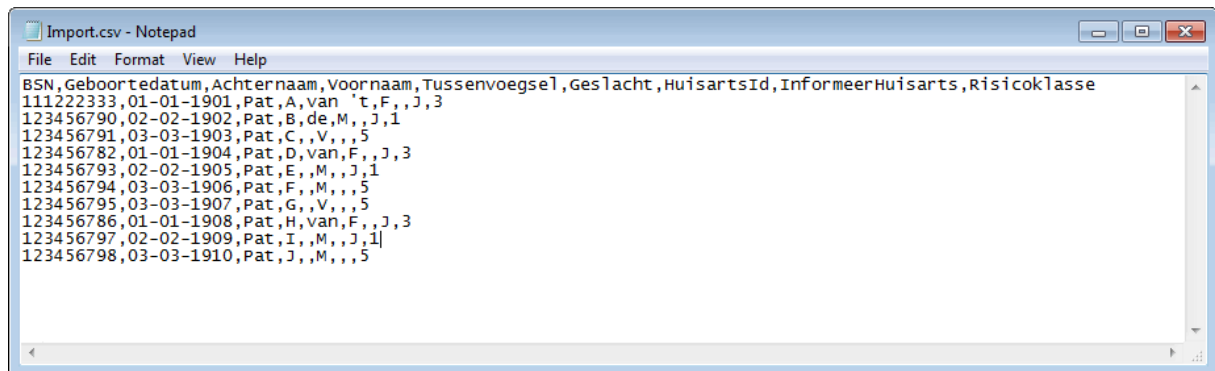 Import.csv - Notepad
File Edit Format View Help
BSN,Geboortedatum,Achternaam,Voornaam,Tussenvoegsel,Geslacht,HuisartsId,InformeerHuisarts,Risicoklasse
111222333,01-01-1901,Pat,A,van 't,F,,J,3
123456790,02-02-1902,Pat,B,de,M,,J,1
123456791,03-03-1903,Pat,C,,V,,,5
123456782,01-01-1904,Pat,D,van,F,,J,3
123456793,02-02-1905,Pat,E,,M,,J,1
123456794,03-03-1906,Pat,F,,M,,,5
123456795,03-03-1907,Pat,G,,V,,,5
123456786,01-01-1908,Pat,H,van,F,,J,3
123456797,02-02-1909,Pat,I,,M,,J,1
123456798,03-03-1910,Pat,J,,M,,,5